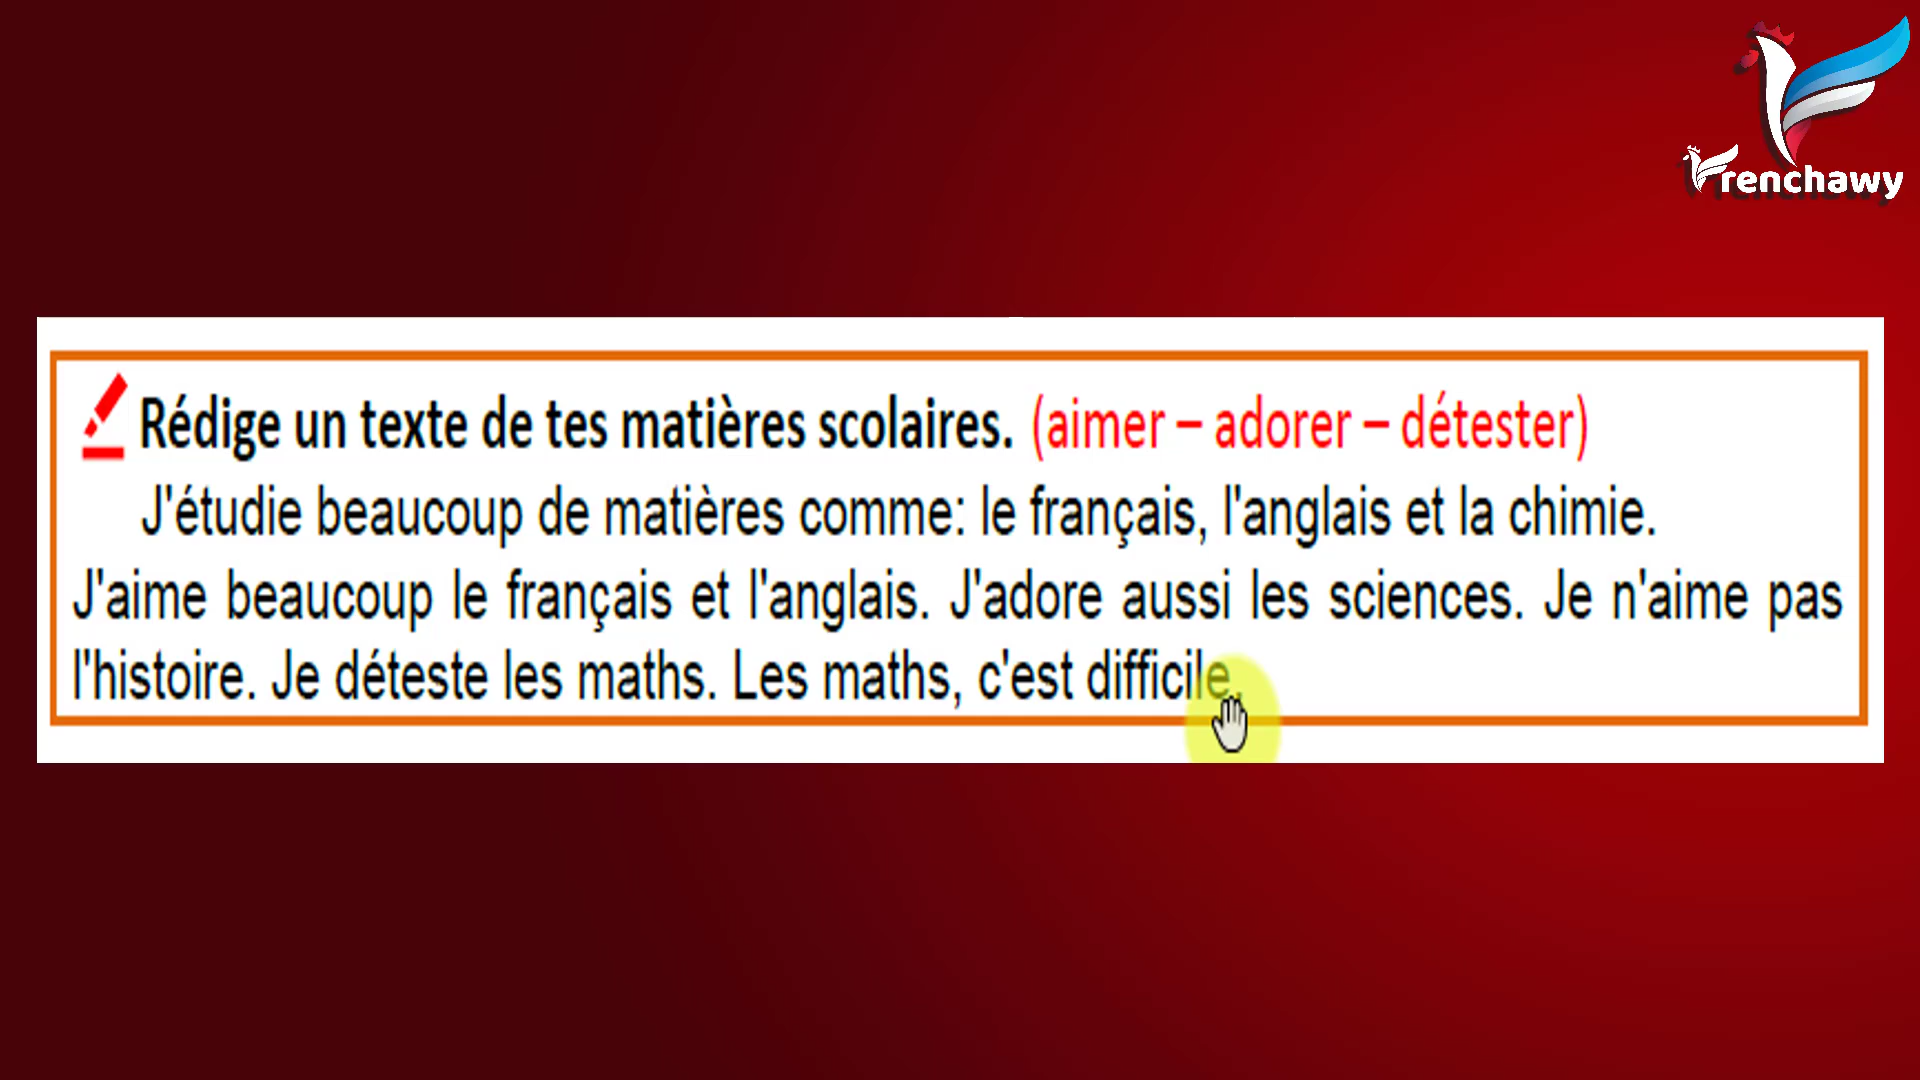 Frenchawy
Rédige un texte de tes matières scolaires. (aimer – adorer – détester)
J'étudie beaucoup de matières comme: le français, l'anglais et la chimie.
J'aime beaucoup le français et l'anglais. J'adore aussi les sciences. Je n'aime pas
l'histoire. Je déteste les maths. Les maths, c'est difficile.